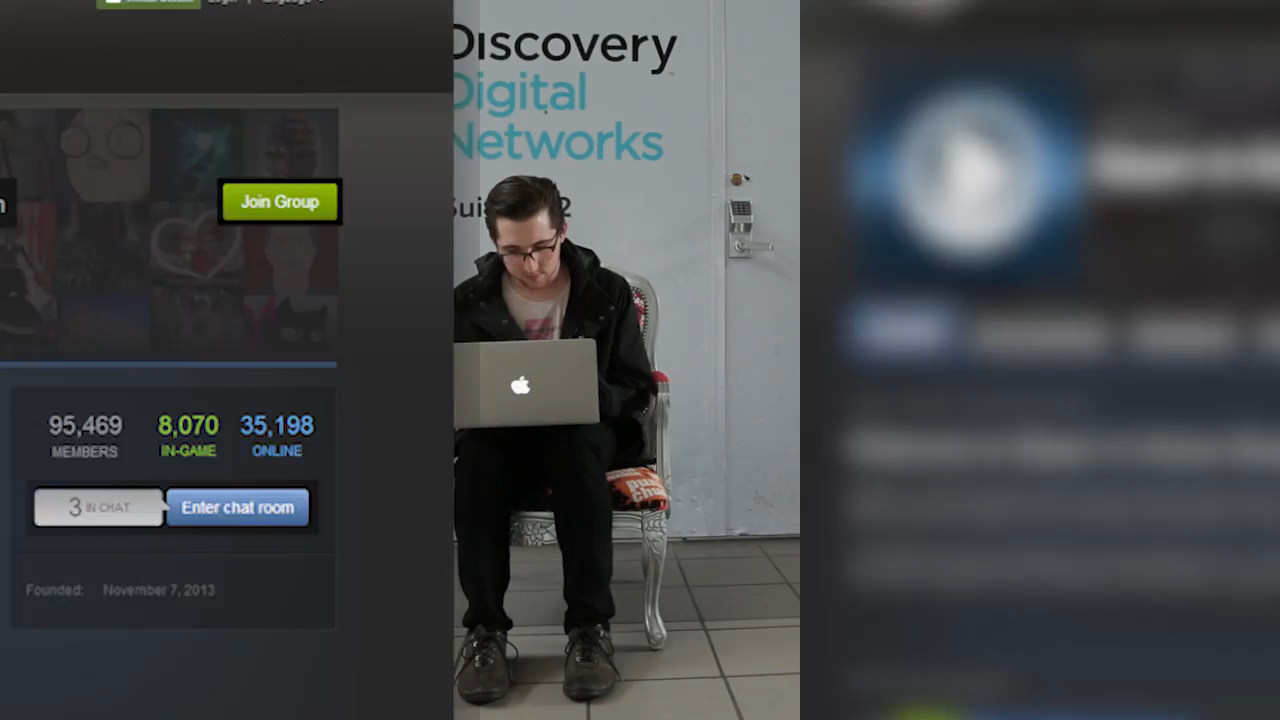 Join Group
95,469 8,070 35,198
MEMBERS IN-GAME ONLINE
3 IN CHAT Enter chat room
Founded: November 7, 2013
Discovery
Digital
Networks